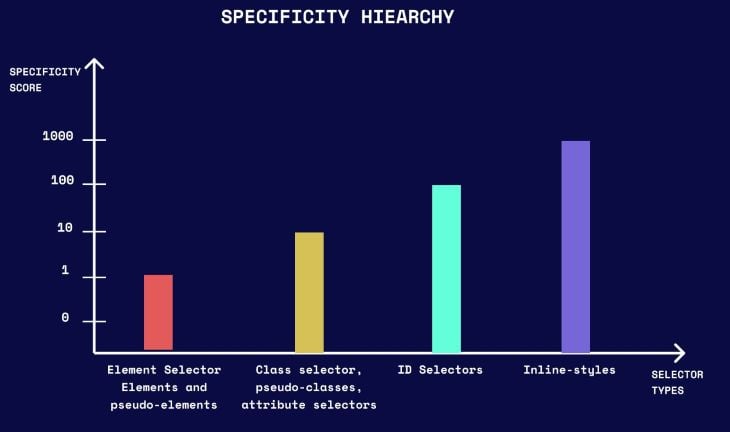 SPECIFICITY HIEARCHY
SPECIFICITY
SCORE
1000
100
10
1
0
Element Selector
Elements and
pseudo-elements
Class selector,
pseudo-classes,
attribute selectors
ID Selectors
Inline-styles
SELECTOR
TYPES